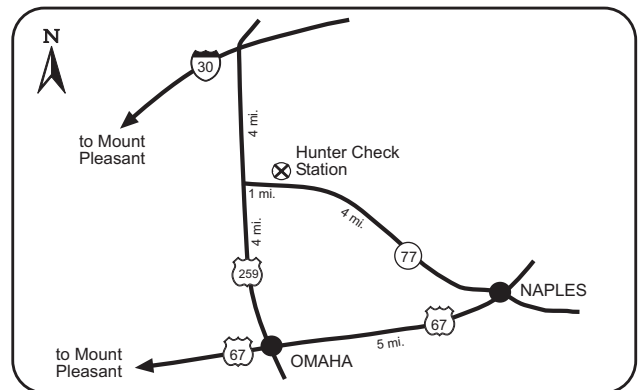 N
30
to Mount
Pleasant
4 mi.
Hunter Check
Station
1 mi.
4 mi.
4 mi.
77
259
NAPLES
67
67
5 mi.
OMAHA
to Mount
Pleasant